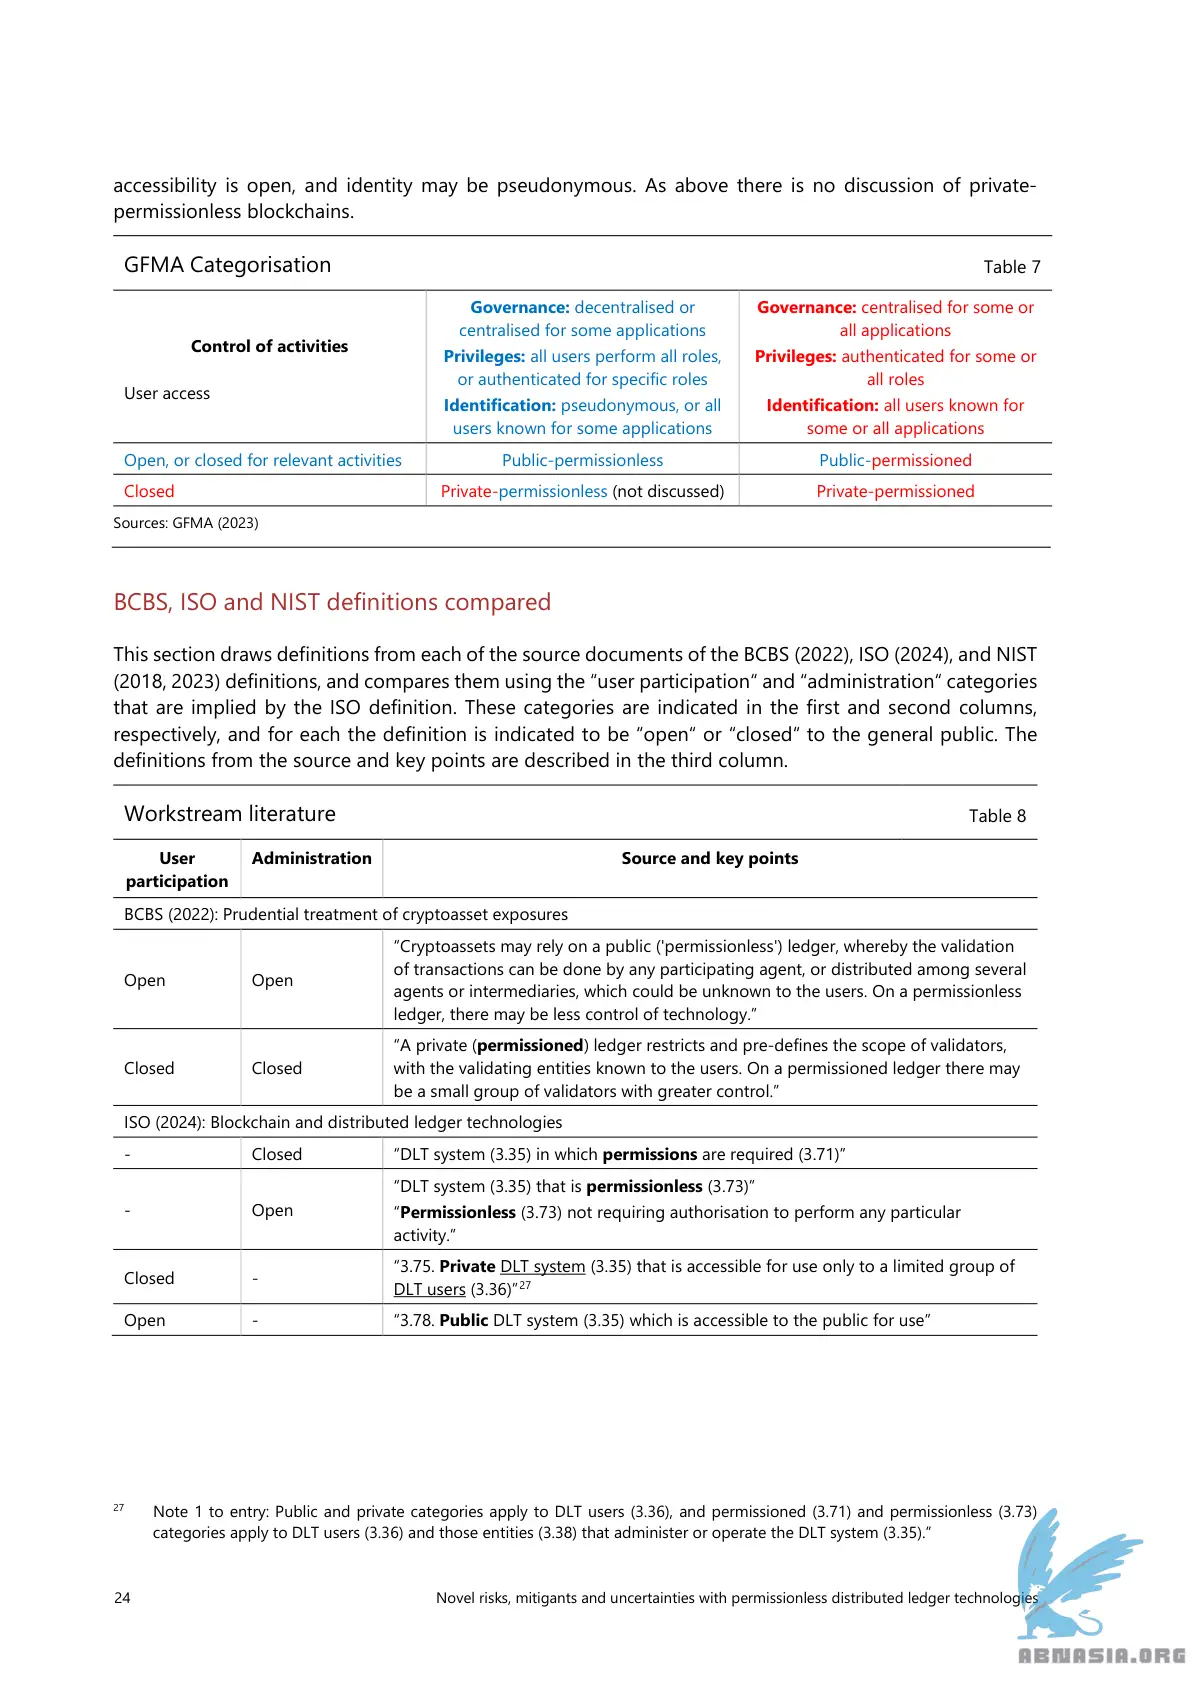 accessibility is open, and identity may be pseudonymous. As above there is no discussion of private-
permissionless blockchains.
GFMA Categorisation
Table 7
Control of activities
User access
Governance: decentralised or
centralised for some applications
Privileges: all users perform all roles,
or authenticated for specific roles
Identification: pseudonymous, or all
users known for some applications
Governance: centralised for some or
all applications
Privileges: authenticated for some or
all roles
Identification: all users known for
some or all applications
Open, or closed for relevant activities
Public-permissionless
Public-permissioned
Closed
Private-permissionless (not discussed)
Private-permissioned
Sources: GFMA (2023)
BCBS, ISO and NIST definitions compared
This section draws definitions from each of the source documents of the BCBS (2022), ISO (2024), and NIST
(2018, 2023) definitions, and compares them using the “user participation“ and “administration“ categories
that are implied by the ISO definition. These categories are indicated in the first and second columns,
respectively, and for each the definition is indicated to be “open“ or “closed“ to the general public. The
definitions from the source and key points are described in the third column.
Workstream literature
Table 8
User
participation
Administration
Source and key points
BCBS (2022): Prudential treatment of cryptoasset exposures
Open
Open
“Cryptoassets may rely on a public ('permissionless') ledger, whereby the validation
of transactions can be done by any participating agent, or distributed among several
agents or intermediaries, which could be unknown to the users. On a permissionless
ledger, there may be less control of technology.”
Closed
Closed
“A private (permissioned) ledger restricts and pre-defines the scope of validators,
with the validating entities known to the users. On a permissioned ledger there may
be a small group of validators with greater control.”
ISO (2024): Blockchain and distributed ledger technologies
-
Closed
“DLT system (3.35) in which permissions are required (3.71)”
-
Open
“DLT system (3.35) that is permissionless (3.73)”
“Permissionless (3.73) not requiring authorisation to perform any particular
activity.”
Closed
-
“3.75. Private DLT system (3.35) that is accessible for use only to a limited group of
DLT users (3.36)”27
Open
-
“3.78. Public DLT system (3.35) which is accessible to the public for use”
27 Note 1 to entry: Public and private categories apply to DLT users (3.36), and permissioned (3.71) and permissionless (3.73)
categories apply to DLT users (3.36) and those entities (3.38) that administer or operate the DLT system (3.35).“
24
Novel risks, mitigants and uncertainties with permissionless distributed ledger technologies
ABNASIA.ORG